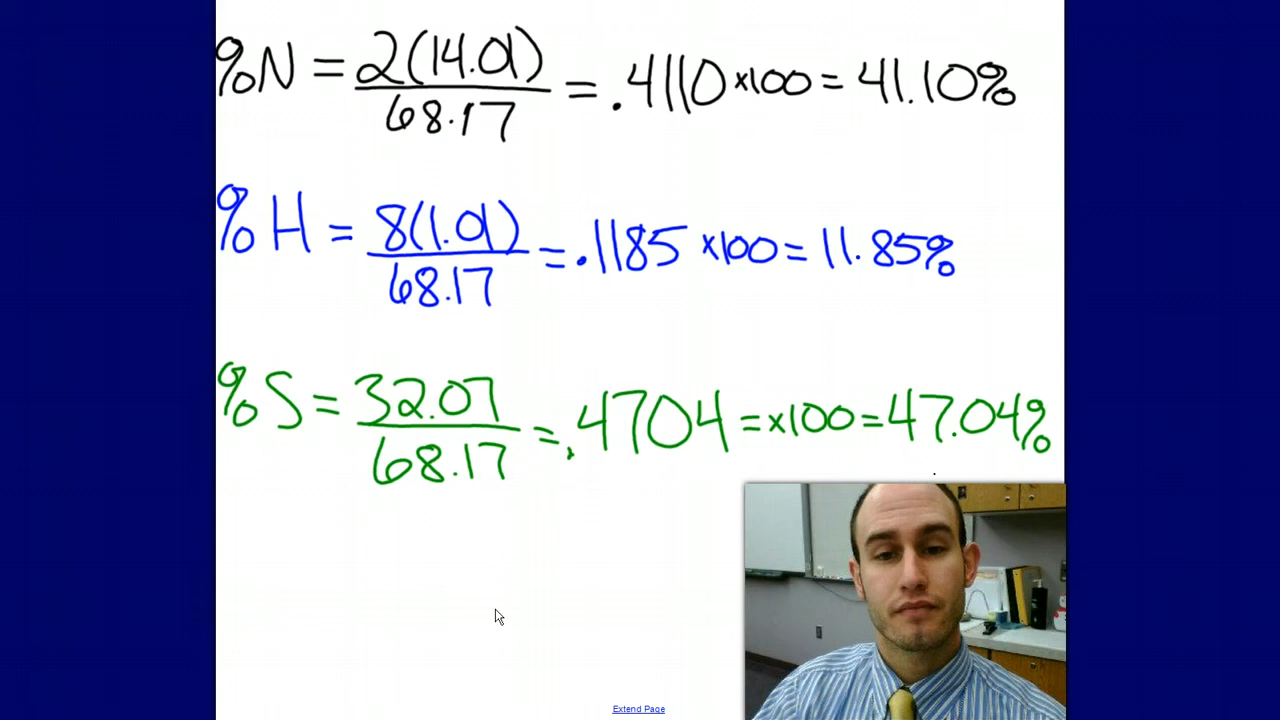 %N = 2(14.01) / 68.17 = .4110 ×100 = 41.10%
%H = 8(1.01) / 68.17 = .1185 ×100 = 11.85%
%S = 32.07 / 68.17 = .4704 = ×100 = 47.04%
Extend Page